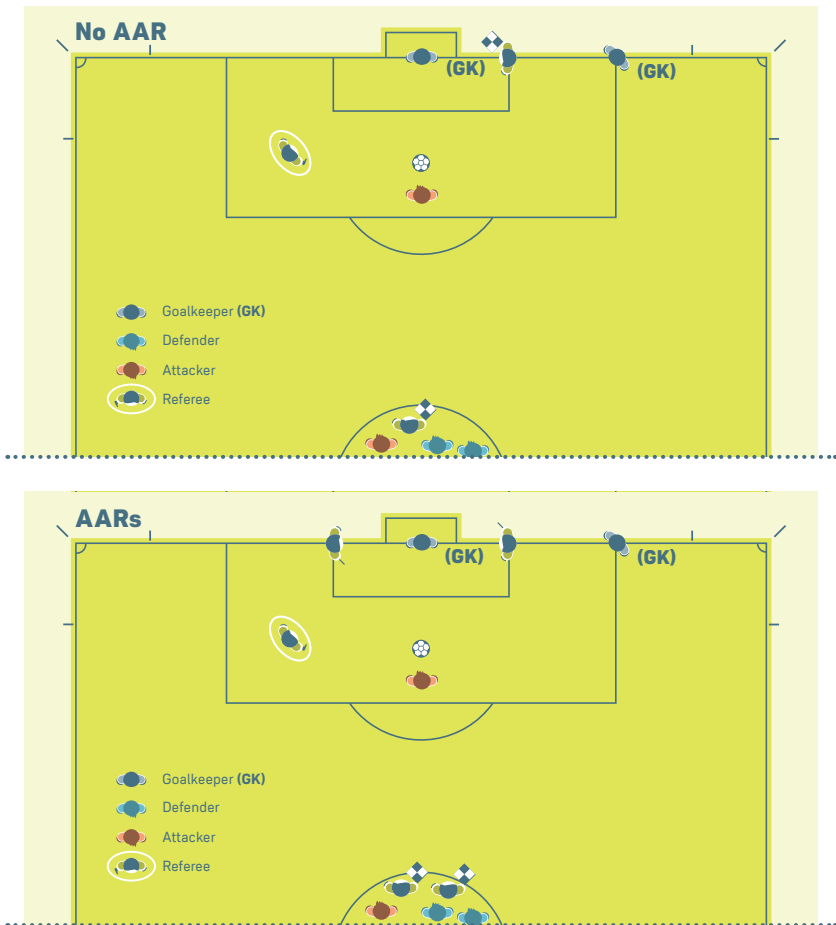 No AAR
(GK)
(GK)
Goalkeeper (GK)
Defender
Attacker
Referee
AARs
(GK)
(GK)
Goalkeeper (GK)
Defender
Attacker
Referee